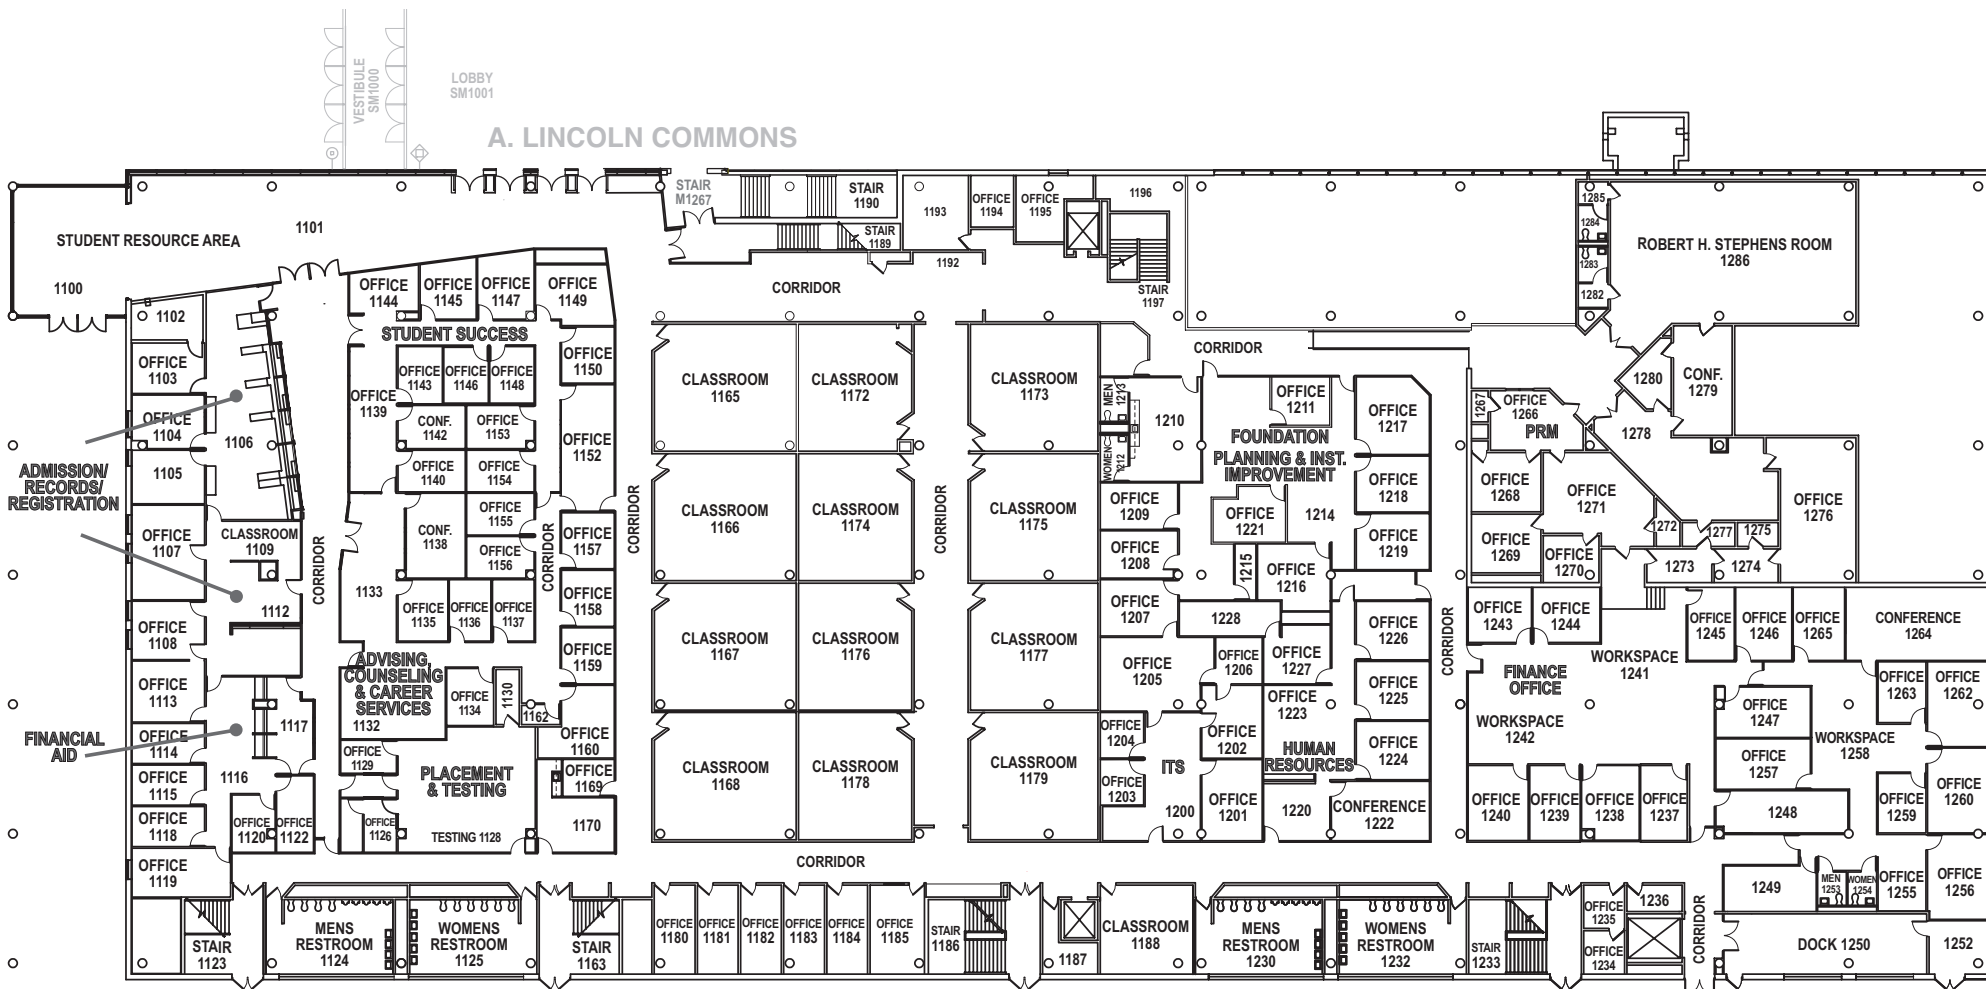 VESTIBULE
SM1000
LOBBY
SM1001
A. LINCOLN COMMONS
STUDENT RESOURCE AREA
1101
1100
STAIR
M1267
STAIR
1190
STAIR
1189
1193
OFFICE
1194
OFFICE
1195
1196
1192
STAIR
1197
CORRIDOR
1285
1284
1283
1282
ROBERT H. STEPHENS ROOM
1286
1102
OFFICE
1103
OFFICE
1104
1105
1106
ADMISSION/
RECORDS/
REGISTRATION
OFFICE
1107
CLASSROOM
1109
1112
OFFICE
1108
OFFICE
1113
OFFICE
1114
FINANCIAL
AID
1117
1116
OFFICE
1115
OFFICE
1118
OFFICE
1119
OFFICE
1120
OFFICE
1122
CORRIDOR
OFFICE
1144
OFFICE
1145
OFFICE
1147
OFFICE
1149
STUDENT SUCCESS
OFFICE
1150
OFFICE
1143
OFFICE
1146
OFFICE
1148
OFFICE
1139
CONF.
1142
OFFICE
1153
OFFICE
1152
OFFICE
1140
OFFICE
1154
OFFICE
1155
CONF.
1138
OFFICE
1156
CORRIDOR
OFFICE
1157
1133
OFFICE
1135
OFFICE
1136
OFFICE
1137
OFFICE
1158
OFFICE
1159
ADVISING,
COUNSELING
& CAREER
SERVICES
1132
OFFICE
1134
1130
1162
OFFICE
1160
OFFICE
1129
PLACEMENT
& TESTING
OFFICE
1169
OFFICE
1126
TESTING 1128
1170
CORRIDOR
CLASSROOM
1165
CLASSROOM
1172
CLASSROOM
1166
CLASSROOM
1174
CLASSROOM
1167
CLASSROOM
1176
CLASSROOM
1168
CLASSROOM
1178
CORRIDOR
CLASSROOM
1173
CLASSROOM
1175
CLASSROOM
1177
CLASSROOM
1179
CORRIDOR
CORRIDOR
MEN
1213
1210
WOMEN
1212
OFFICE
1211
FOUNDATION
PLANNING & INST.
IMPROVEMENT
OFFICE
1217
OFFICE
1218
OFFICE
1209
OFFICE
1221
1214
OFFICE
1219
OFFICE
1208
1215
OFFICE
1216
OFFICE
1207
1228
OFFICE
1226
OFFICE
1205
OFFICE
1206
OFFICE
1227
OFFICE
1225
OFFICE
1223
OFFICE
1204
OFFICE
1202
HUMAN
RESOURCES
OFFICE
1224
ITS
OFFICE
1203
1200
OFFICE
1201
1220
CONFERENCE
1222
CORRIDOR
1280
CONF.
1279
1267
OFFICE
1266
PRM
1278
OFFICE
1268
OFFICE
1271
OFFICE
1276
OFFICE
1269
OFFICE
1270
1272
1277
1275
1273
1274
OFFICE
1243
OFFICE
1244
OFFICE
1245
OFFICE
1246
OFFICE
1265
CONFERENCE
1264
WORKSPACE
1241
FINANCE
OFFICE
WORKSPACE
1242
OFFICE
1263
OFFICE
1262
OFFICE
1247
WORKSPACE
1258
OFFICE
1257
OFFICE
1240
OFFICE
1239
OFFICE
1238
OFFICE
1237
1248
OFFICE
1259
OFFICE
1260
1249
MEN
1253
WOMEN
1254
OFFICE
1255
OFFICE
1256
STAIR
1123
MENS
RESTROOM
1124
WOMENS
RESTROOM
1125
STAIR
1163
OFFICE
1180
OFFICE
1181
OFFICE
1182
OFFICE
1183
OFFICE
1184
OFFICE
1185
STAIR
1186
1187
CLASSROOM
1188
MENS
RESTROOM
1230
WOMENS
RESTROOM
1232
STAIR
1233
OFFICE
1235
OFFICE
1234
1236
CORRIDOR
DOCK 1250
1252